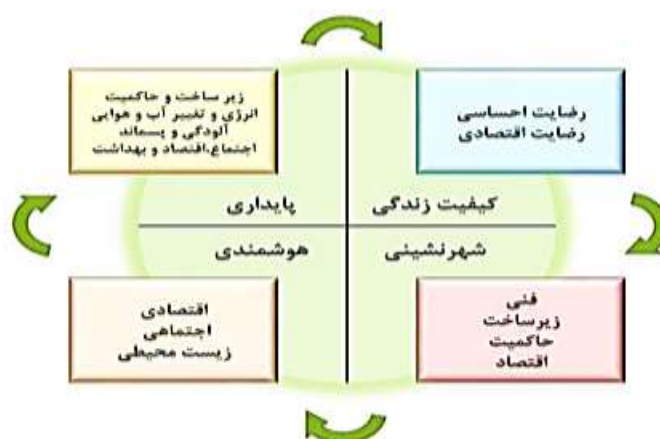 زیر ساخت و حاکمیت
انرژی و تغییر آب و هوایی
آلودگی و پسماند
اجتماع،اقتصاد و بهداشت
رضایت احساسی
رضایت اقتصادی
پایداری
کیفیت زندگی
هوشمندی
شهرنشینی
اقتصادی
اجتماهی
زیست محیطی
فنی
زیرساخت
حاکمیت
اقتصاد